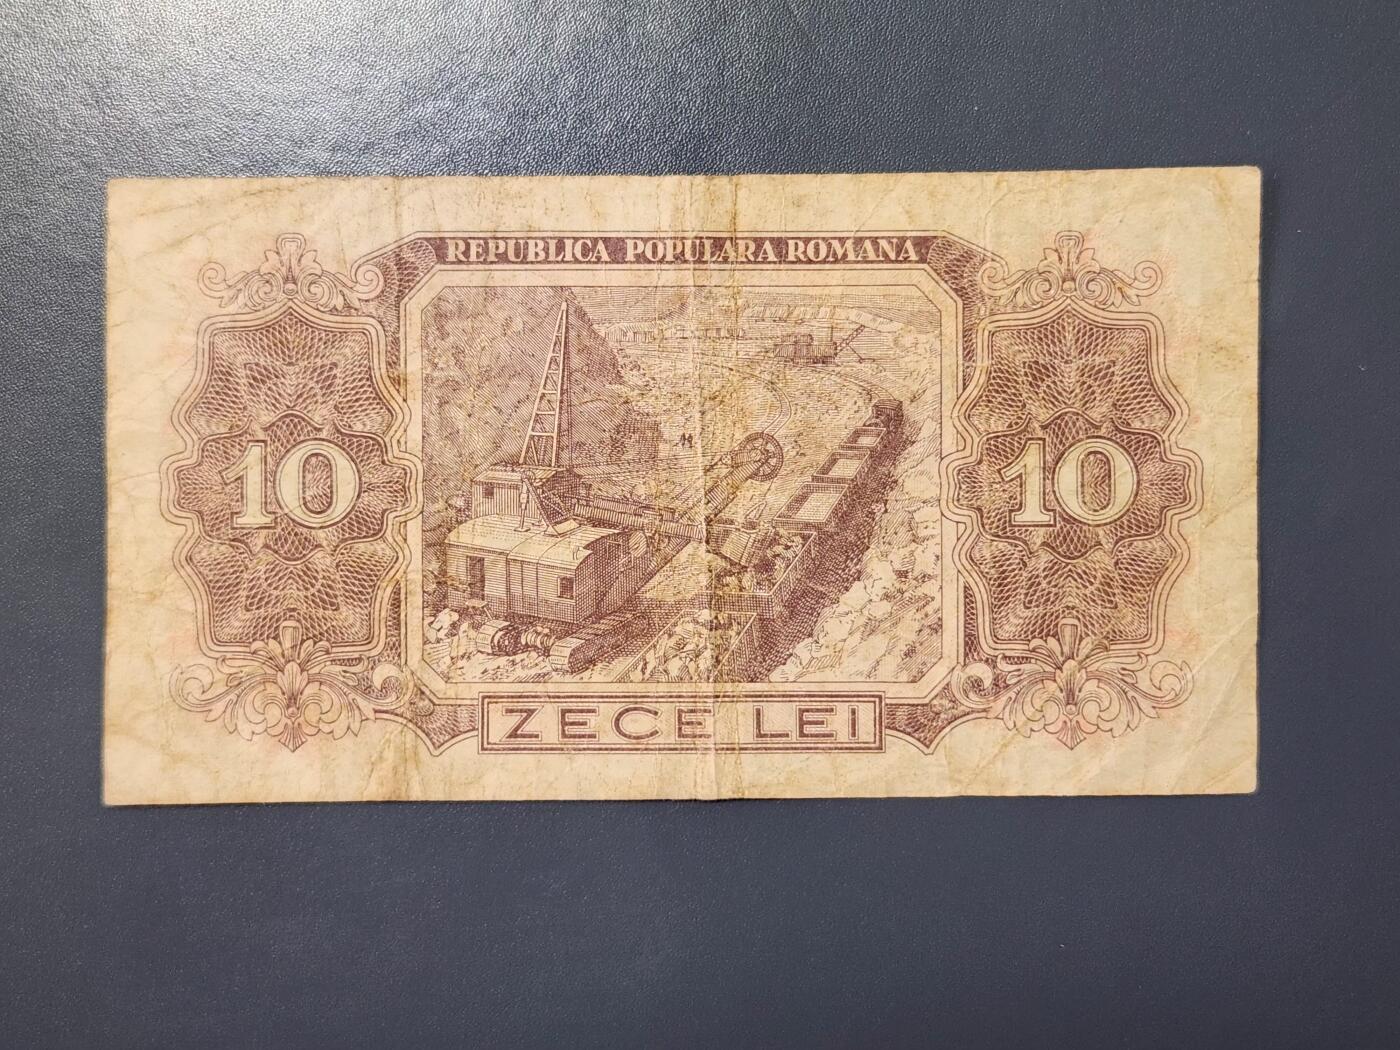 REPUBLICA POPULARA ROMANA
10 10
ZECE LEI